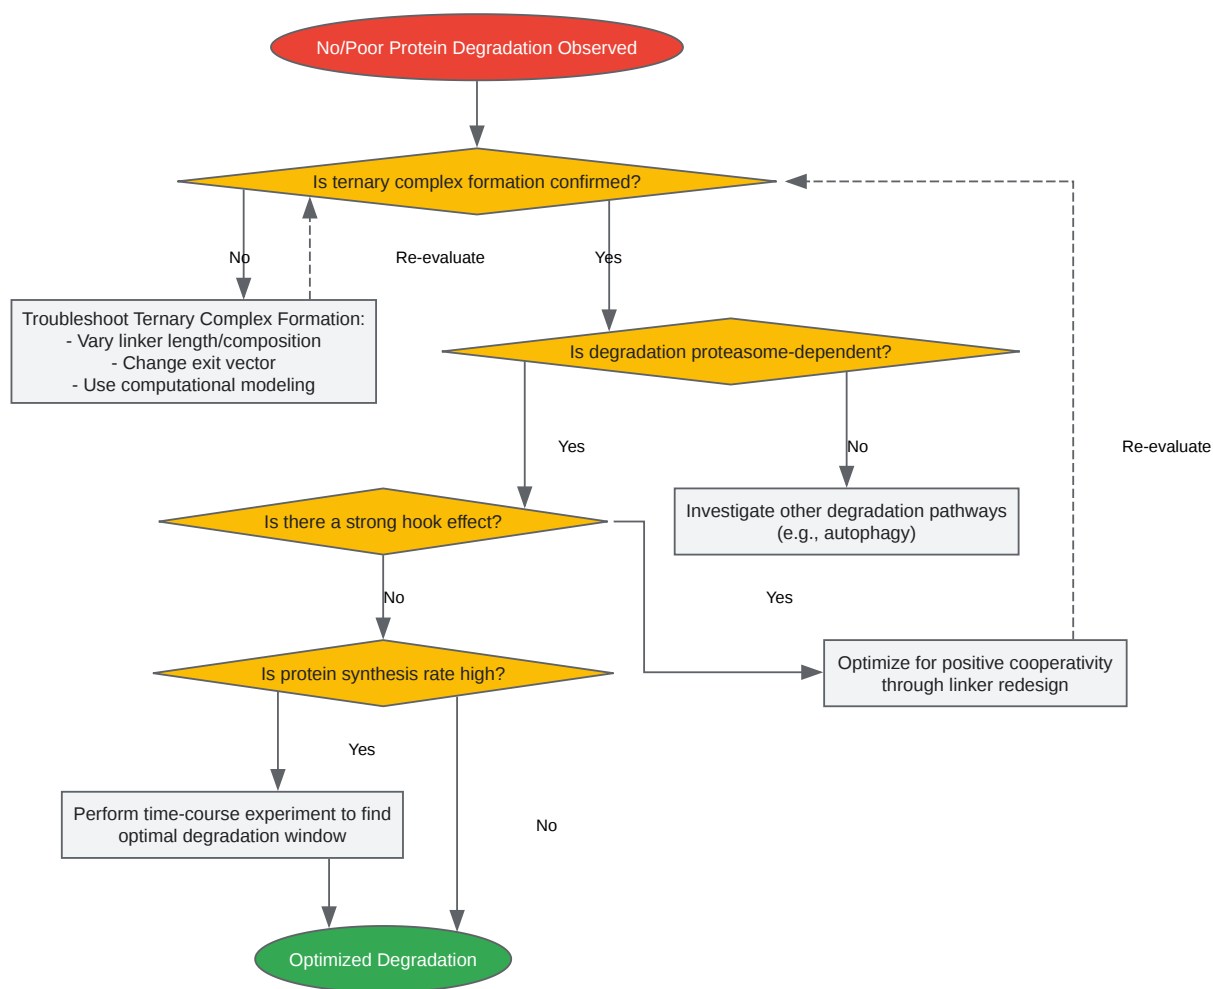 No/Poor Protein Degradation Observed
Is ternary complex formation confirmed?
No
Re-evaluate
Yes
Troubleshoot Ternary Complex Formation:
- Vary linker length/composition
- Change exit vector
- Use computational modeling
Is degradation proteasome-dependent?
Yes
No
Re-evaluate
Is there a strong hook effect?
Investigate other degradation pathways
(e.g., autophagy)
No
Yes
Is protein synthesis rate high?
Optimize for positive cooperativity
through linker redesign
Yes
Perform time-course experiment to find
optimal degradation window
No
Optimized Degradation